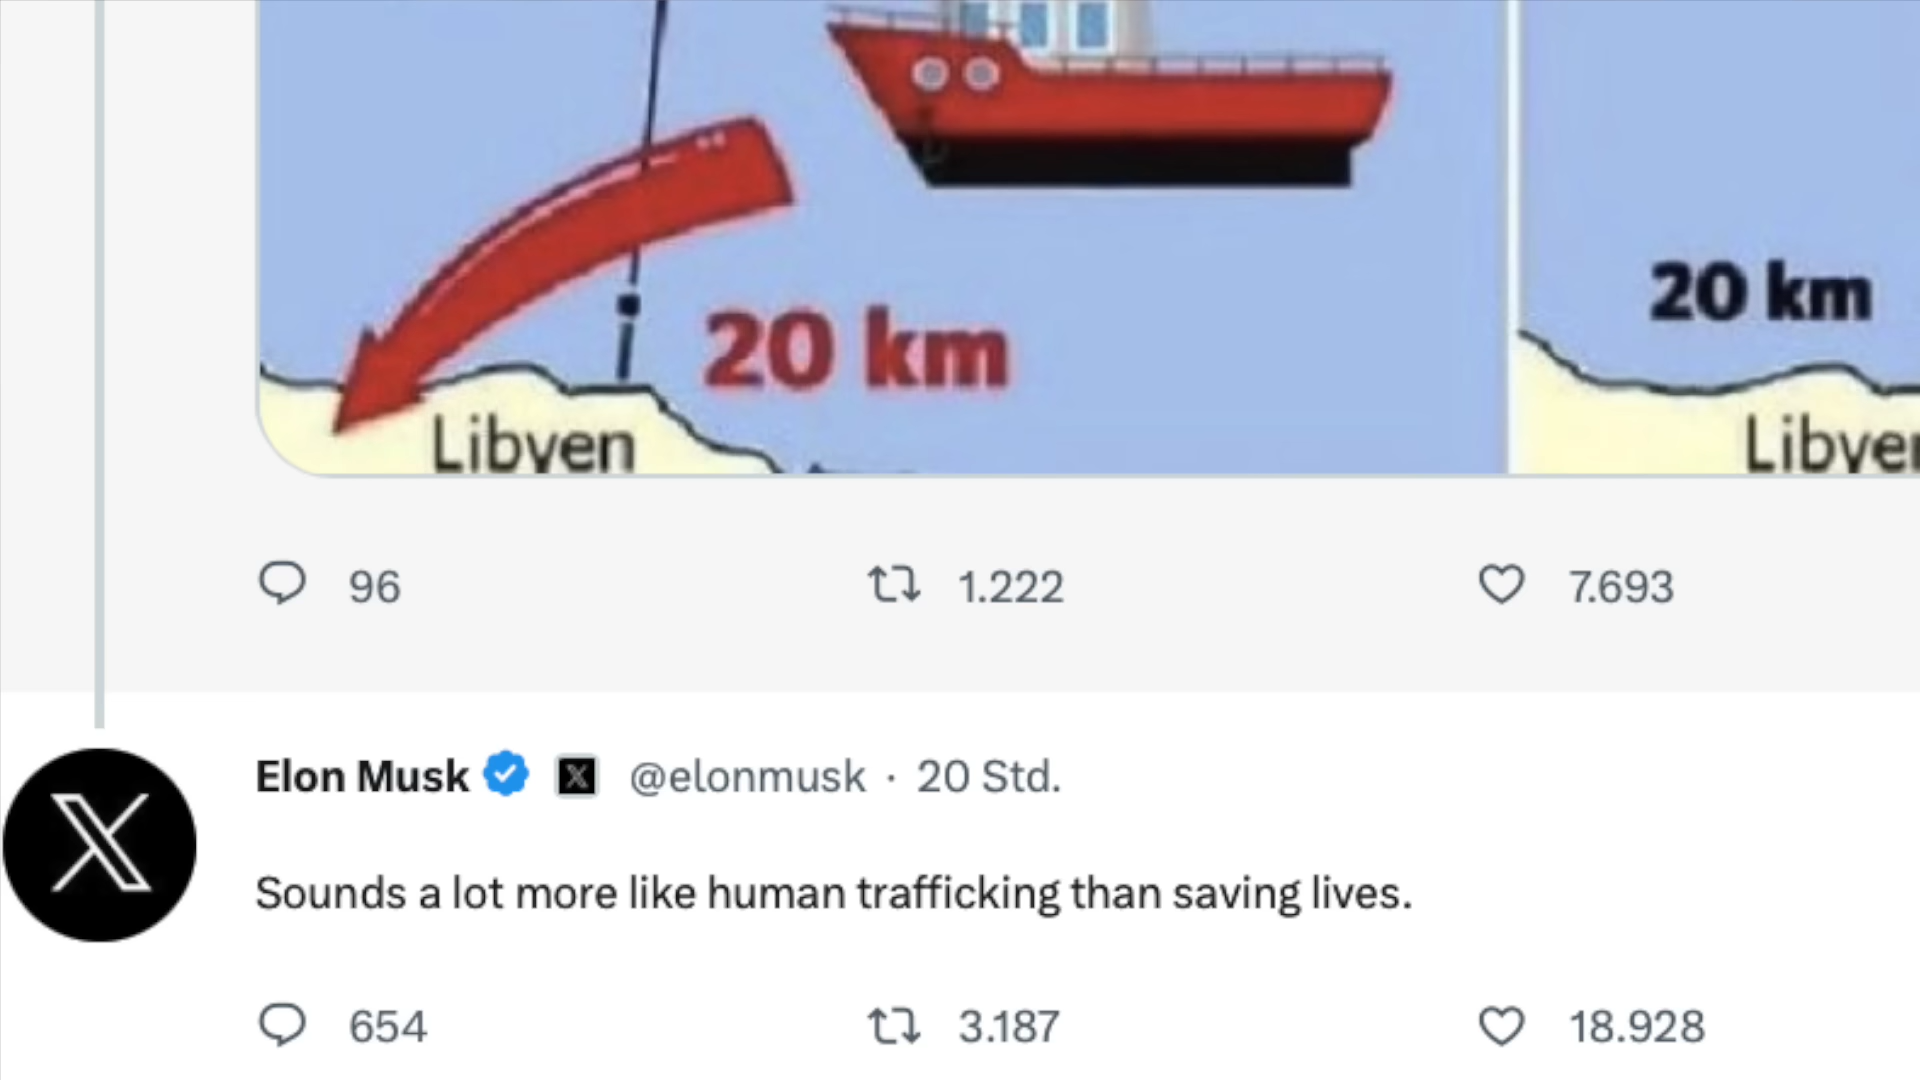 20 km
20 km
Libyen
Libyen
96 1.222 7.693
Elon Musk @elonmusk · 20 Std.
Sounds a lot more like human trafficking than saving lives.
654 3.187 18.928